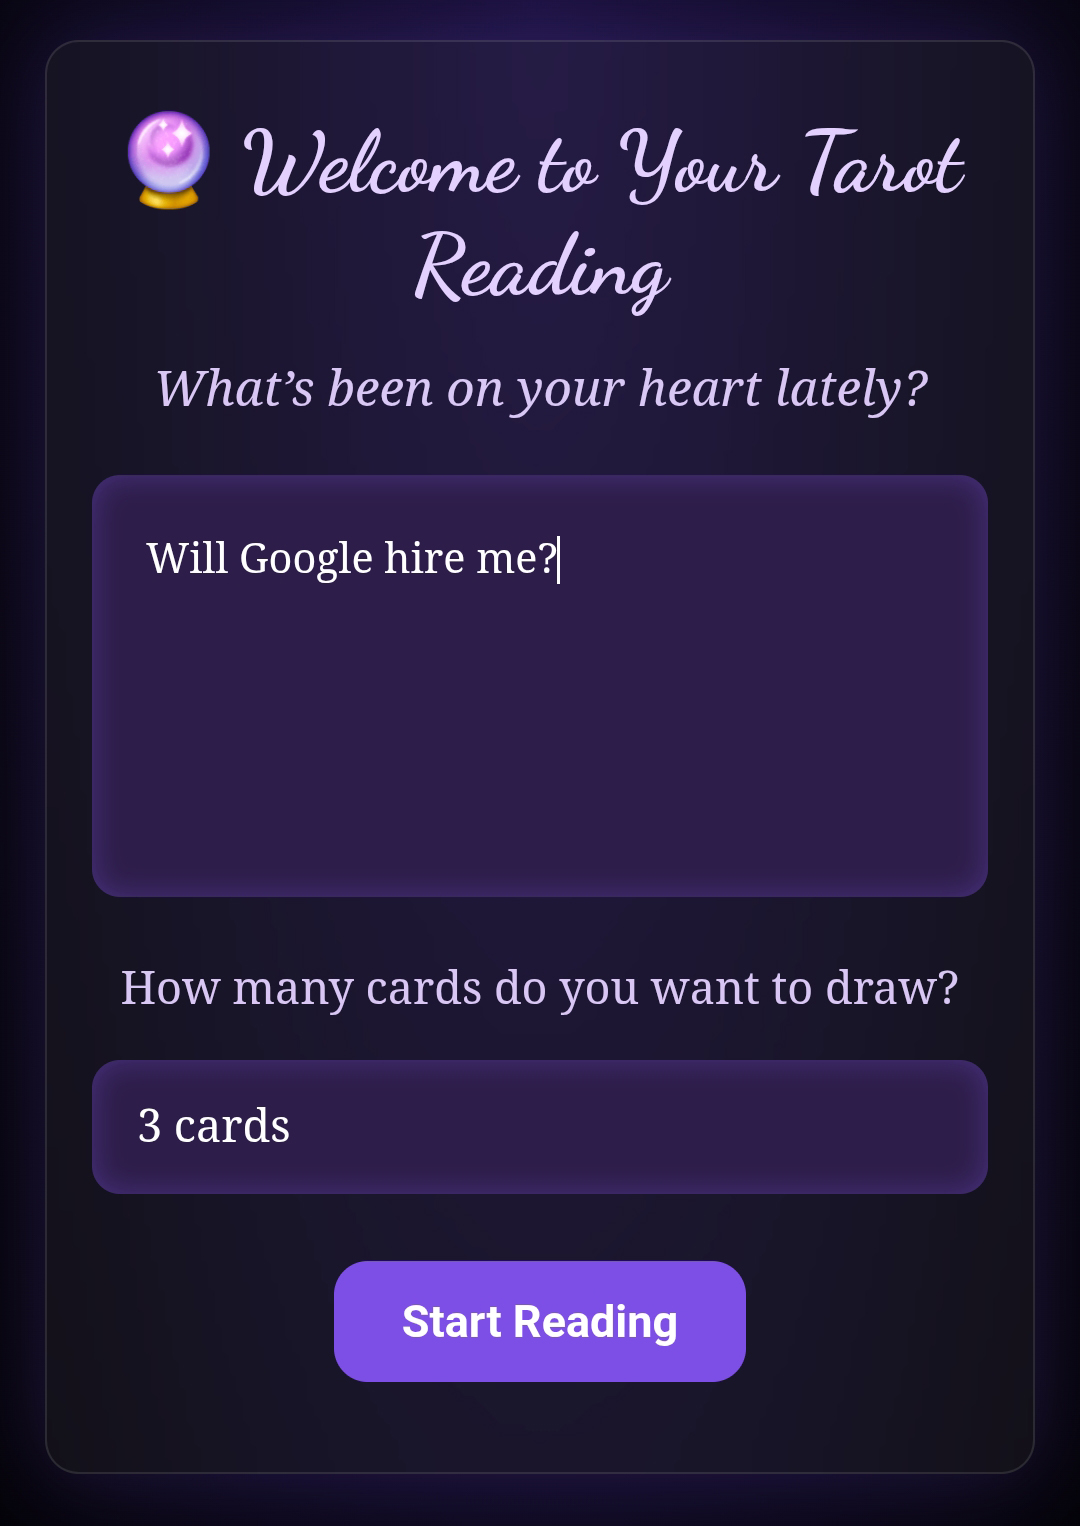 Welcome to Your Tarot
Reading
What’s been on your heart lately?
Will Google hire me?
How many cards do you want to draw?
3 cards
Start Reading